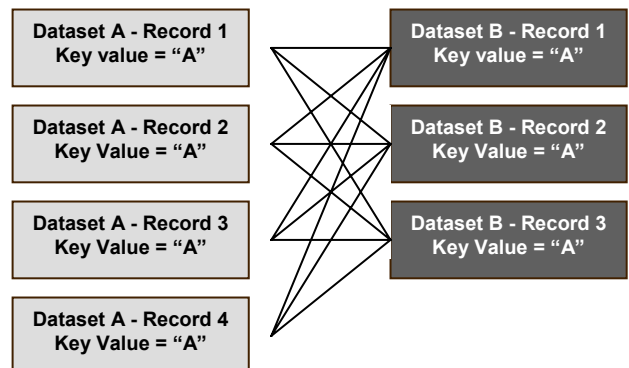 Dataset A - Record 1
Key value = “A”
Dataset B - Record 1
Key value = “A”
Dataset A - Record 2
Key Value = “A”
Dataset B - Record 2
Key Value = “A”
Dataset A - Record 3
Key Value = “A”
Dataset B - Record 3
Key Value = “A”
Dataset A - Record 4
Key Value = “A”